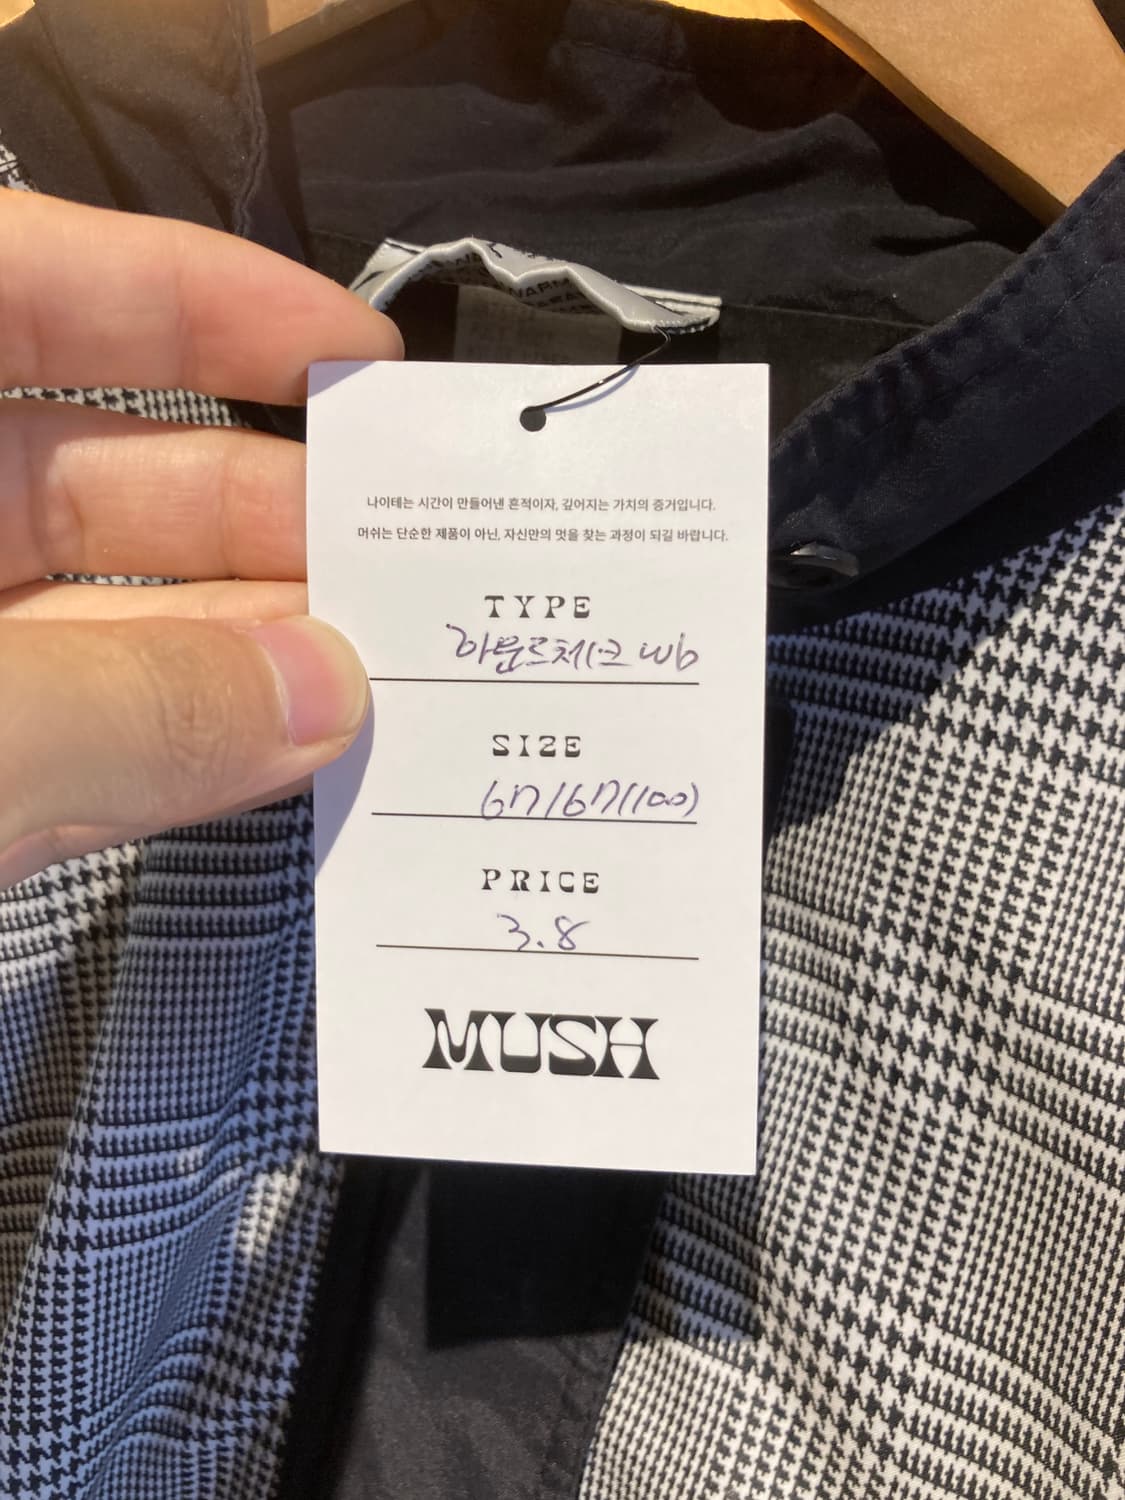 나이테는 시간이 만들어낸 흔적이자, 깊어지는 가치의 증거입니다.
머쉬는 단순한 제품이 아닌, 자신만의 멋을 찾는 과정이 되길 바랍니다.
TYPE
체크 wb
SIZE
67/67(100)
PRICE
3.8
MUSH